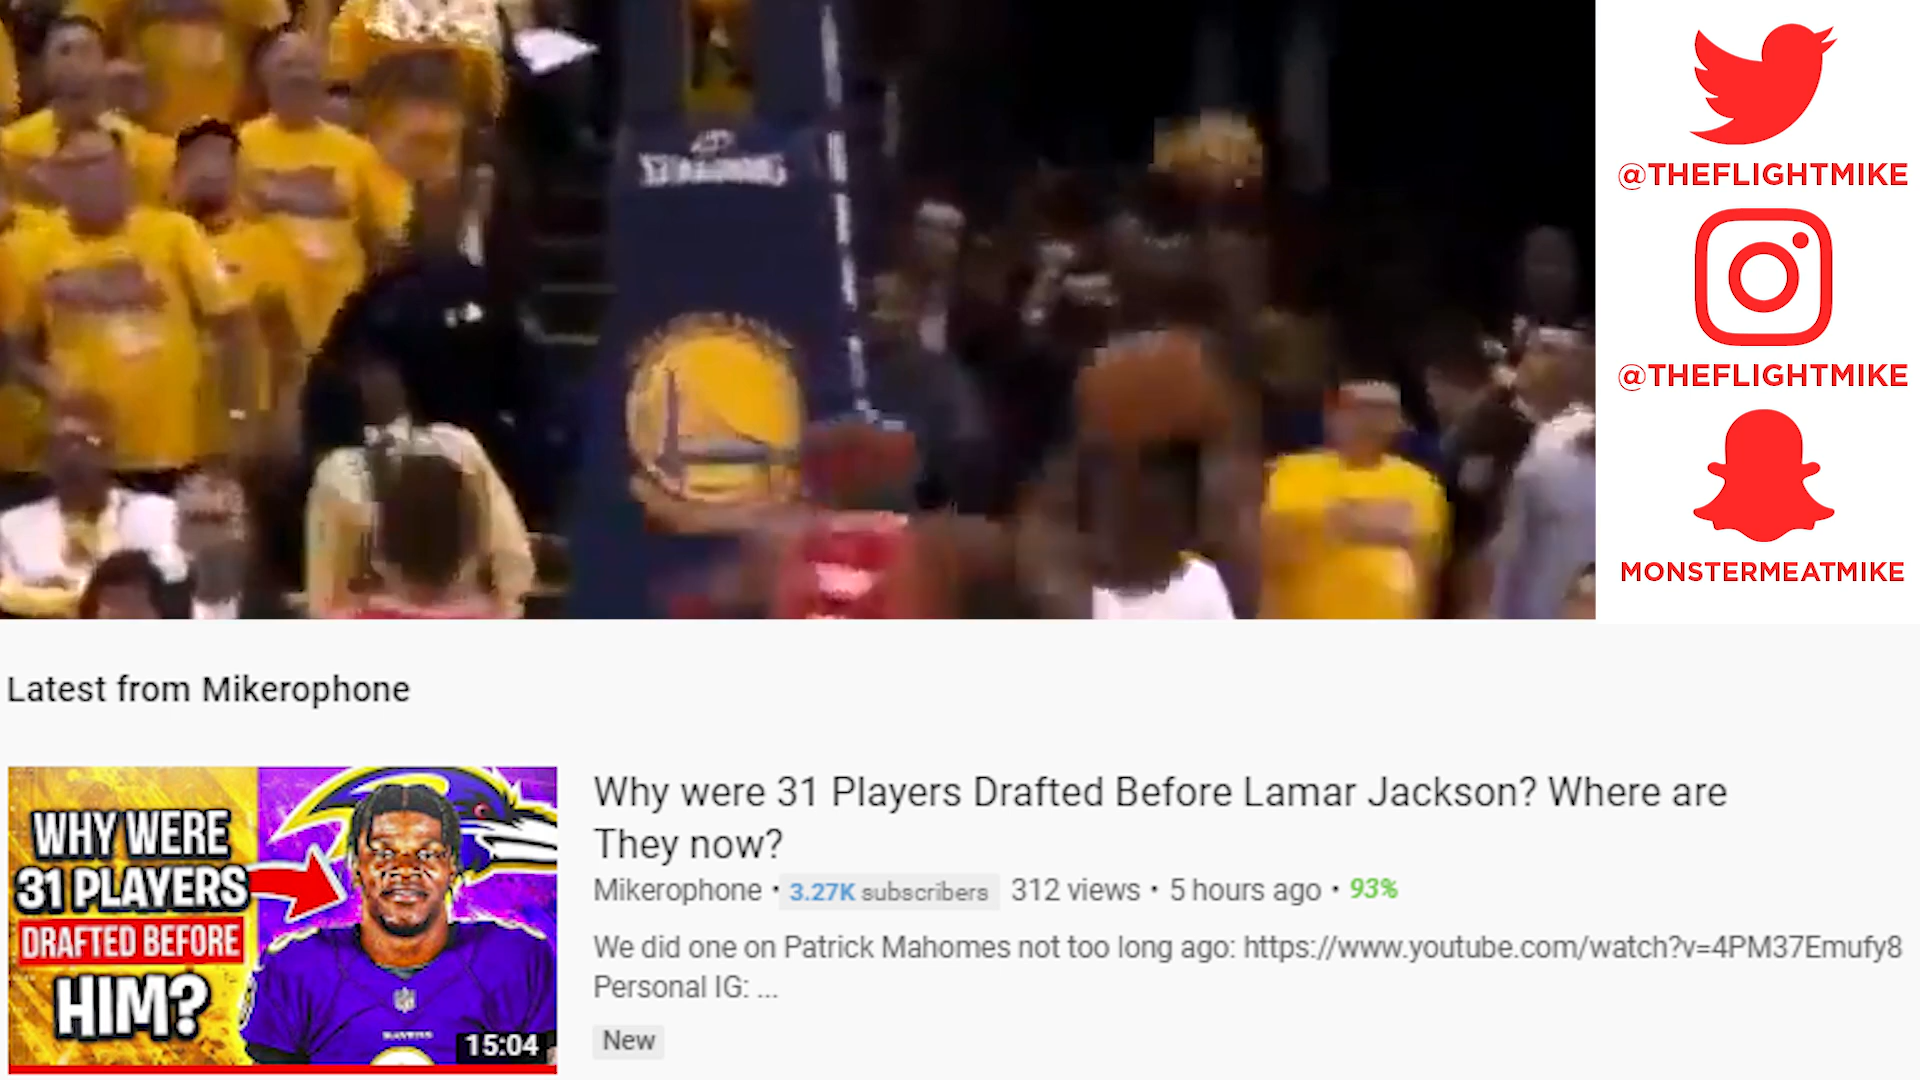 SPALDING
@THEFLIGHTMIKE
@THEFLIGHTMIKE
MONSTERMEATMIKE
Latest from Mikerophone
WHY WERE
31 PLAYERS
DRAFTED BEFORE
HIM?
RAVENS
15:04
Why were 31 Players Drafted Before Lamar Jackson? Where are
They now?
Mikerophone • 3.27K subscribers 312 views • 5 hours ago • 93%
We did one on Patrick Mahomes not too long ago: https://www.youtube.com/watch?v=4PM37Emufy8
Personal IG: ...
New